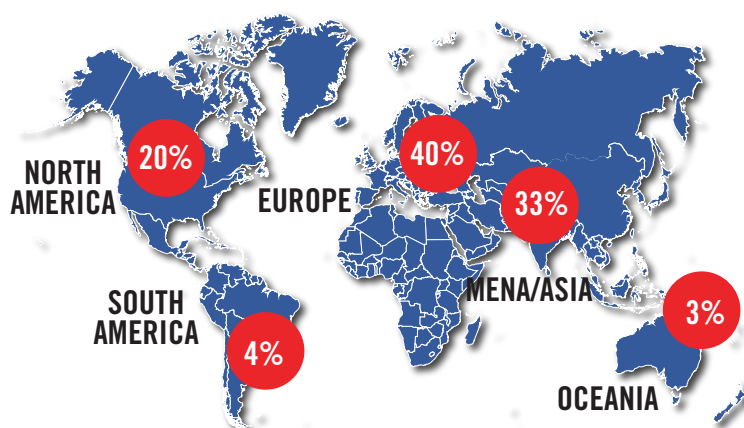 20%
NORTH
AMERICA
40%
EUROPE
33%
MENA/ASIA
SOUTH
AMERICA
4%
3%
OCEANIA